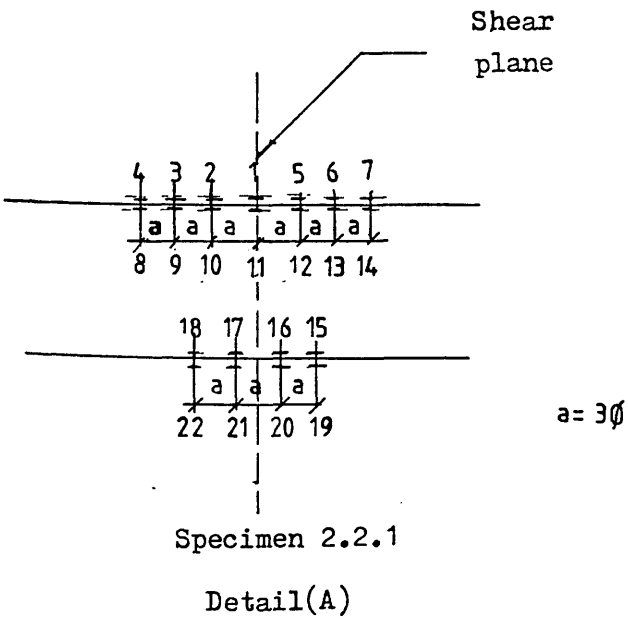 Shear
plane
4 3 2 1 5 6 7
a a a a a a
8 9 10 11 12 13 14
18 17 16 15
a a a
22 21 20 19
a= 3Ø
Specimen 2.2.1
Detail(A)